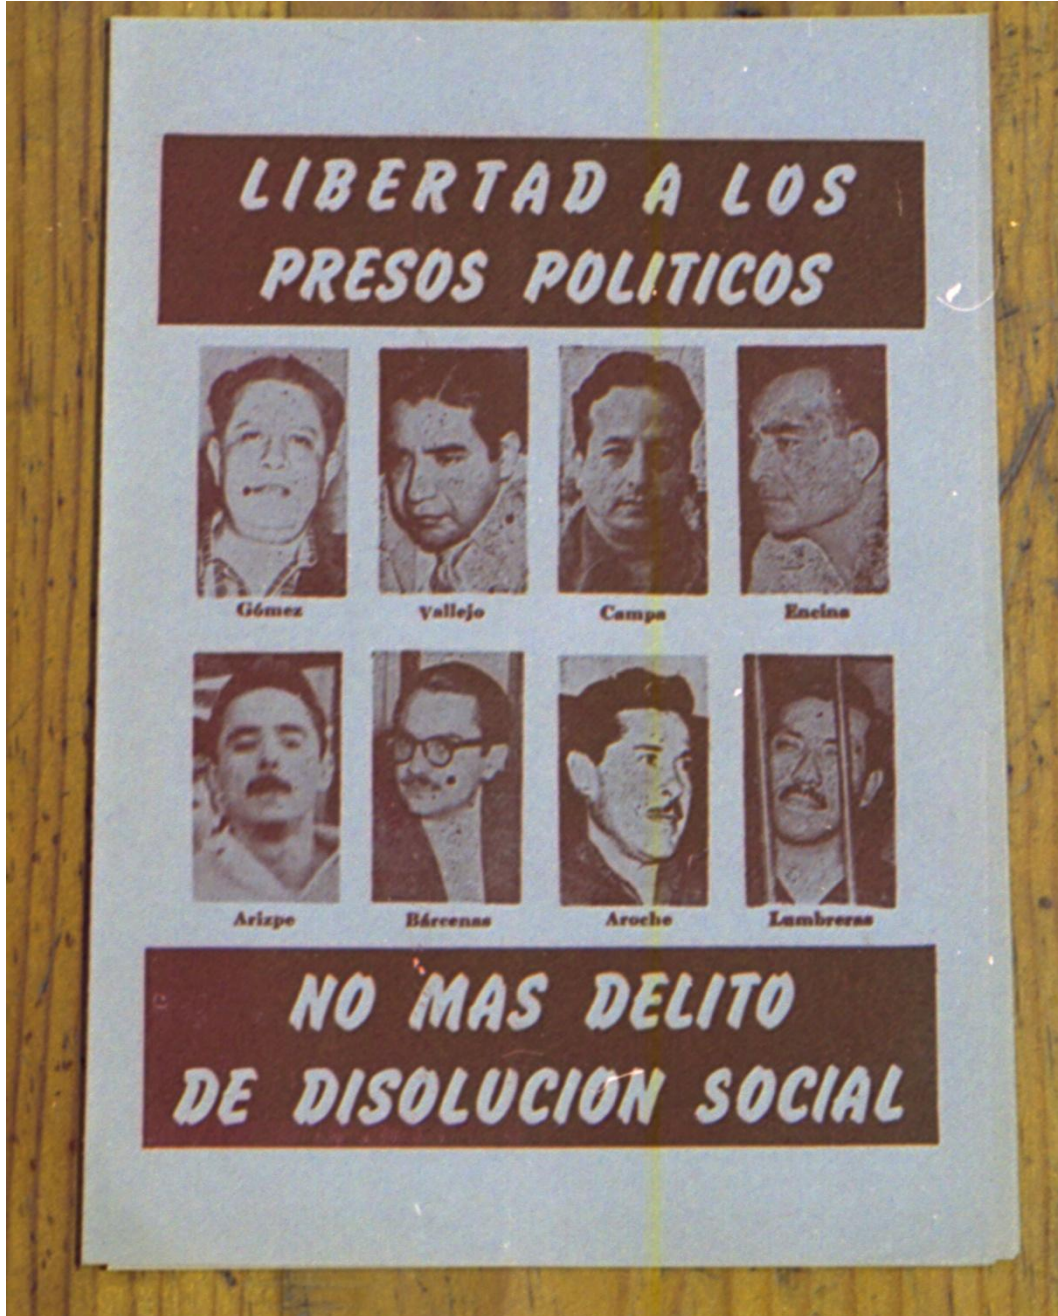 LIBERTAD A LOS
PRESOS POLITICOS
Gómez Vallejo Campa Encina
Arizpe Bárcenas Aroche Lumbreras
NO MAS DELITO
DE DISOLUCION SOCIAL